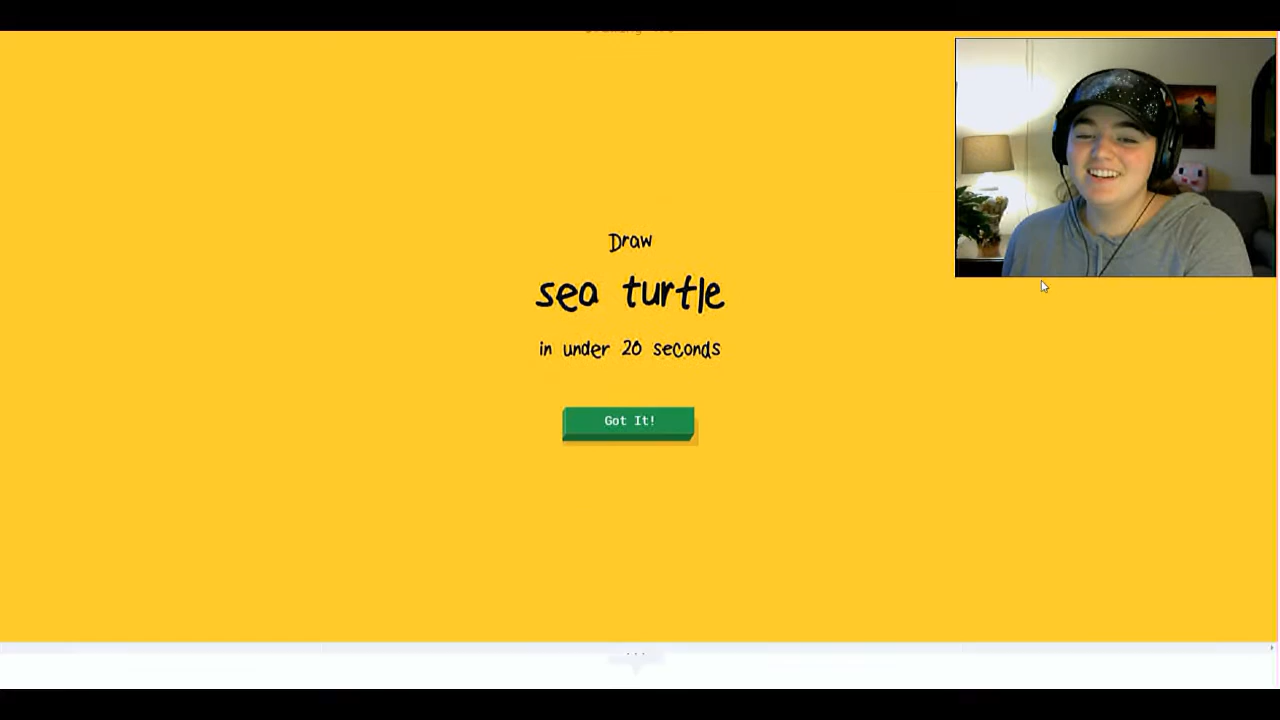 Draw
sea turtle
in under 20 seconds
Got It!
...